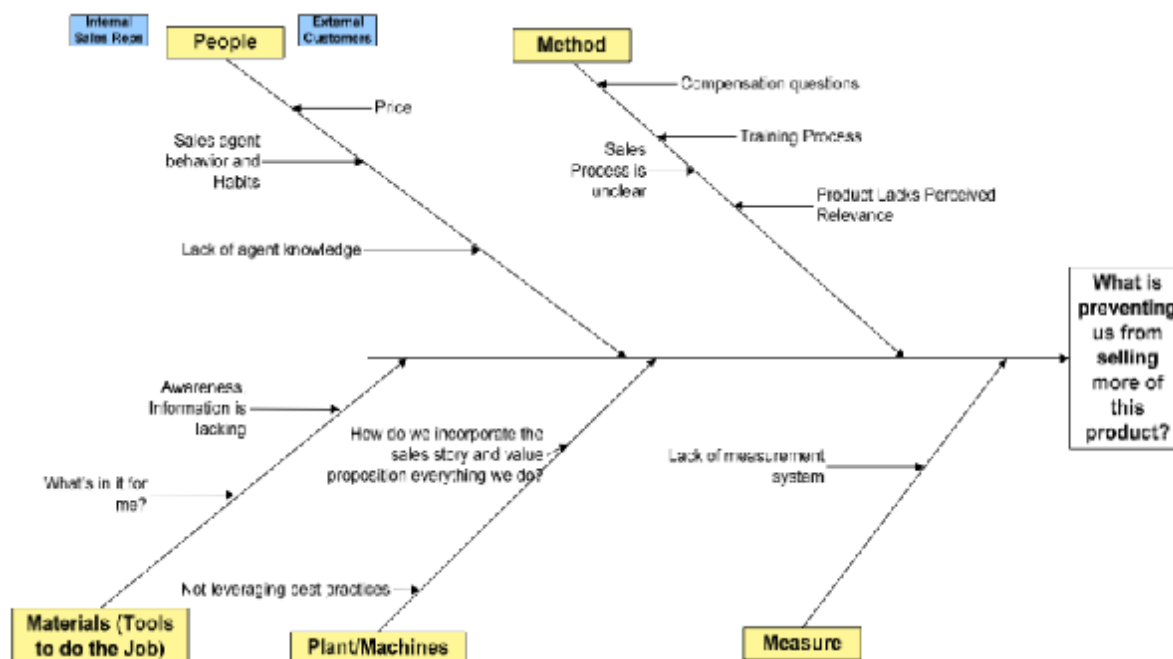 Internal
Sales Reps
People
External
Customers
Method
Price
Sales agent
behavior and
Habits
Lack of agent knowledge
Compensation questions
Training Process
Sales
Process is
unclear
Product Lacks Perceived
Relevance
What is
preventing
us from
selling
more of
this
product?
Awareness,
Information is
lacking
What's in it for
me?
How do we incorporate the
sales story and value
proposition everything we do?
Not leveraging best practices
Lack of measurement
system
Materials (Tools
to do the Job)
Plant/Machines
Measure